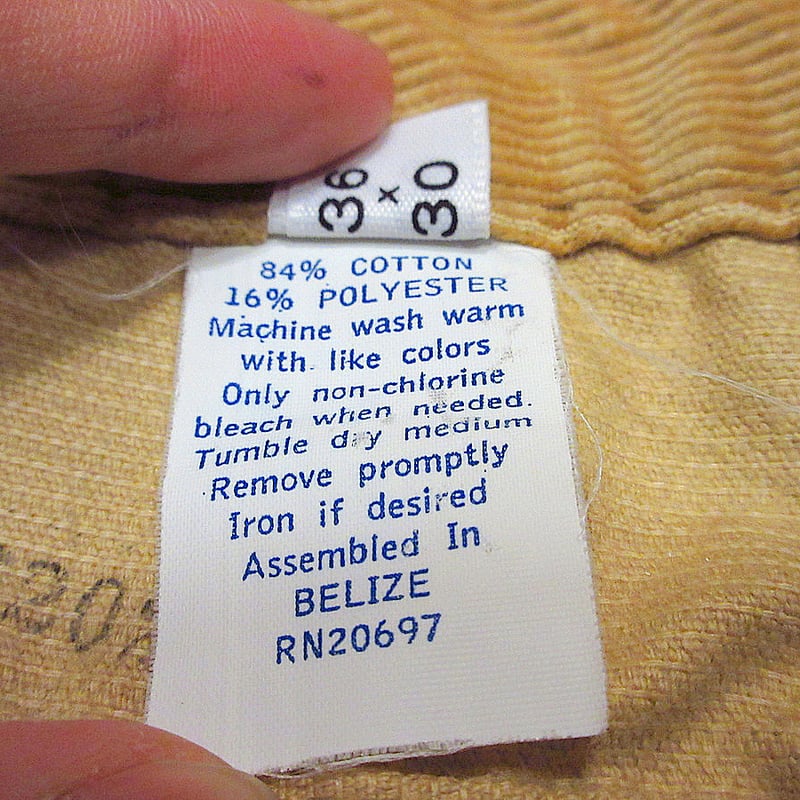 36 x 30
84% COTTON
16% POLYESTER
Machine wash warm
with like colors
Only non-chlorine
bleach when needed.
Tumble dry medium
Remove promptly
Iron if desired
Assembled In
BELIZE
RN20697